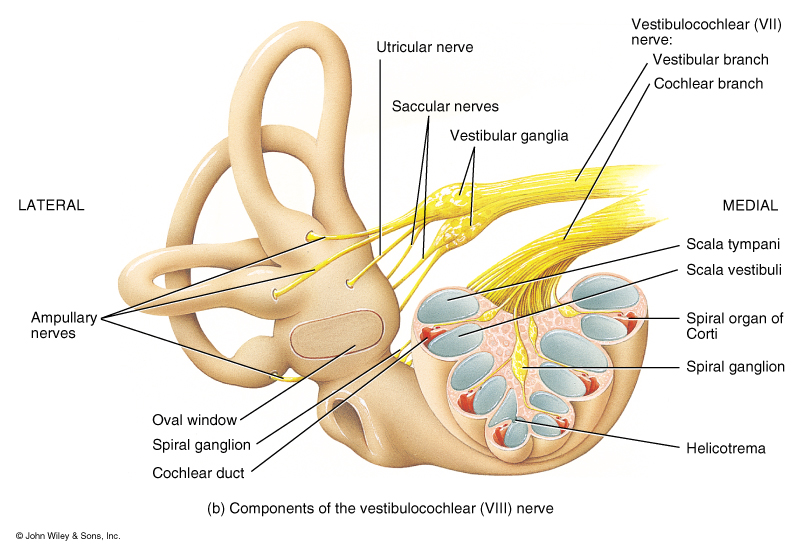 Vestibulocochlear (VII)
nerve:
Vestibular branch
Cochlear branch
Utricular nerve
Saccular nerves
Vestibular ganglia
LATERAL
MEDIAL
Scala tympani
Scala vestibuli
Ampullary
nerves
Spiral organ of
Corti
Spiral ganglion
Oval window
Spiral ganglion
Cochlear duct
Helicotrema
(b) Components of the vestibulocochlear (VIII) nerve
© John Wiley & Sons, Inc.